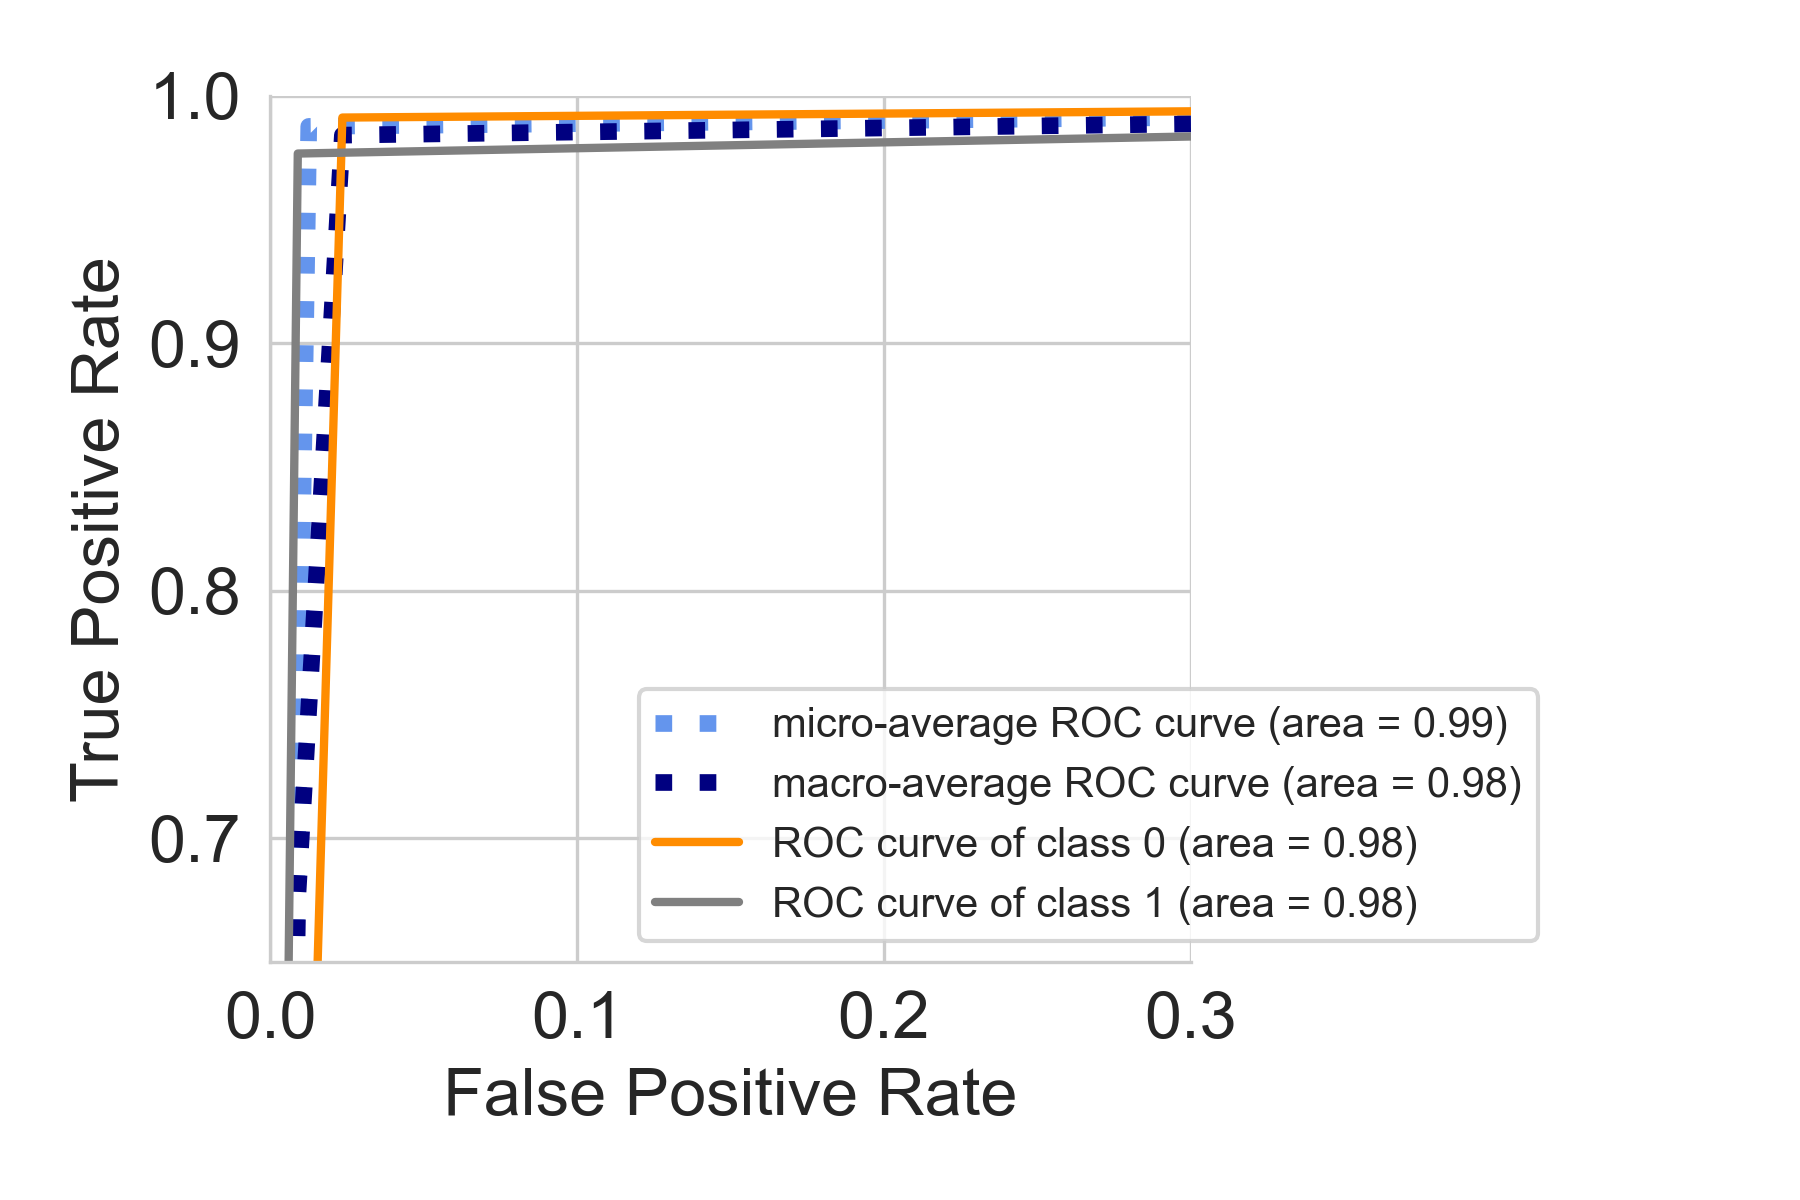 1.0
0.9
0.8
0.7
True Positive Rate
micro-average ROC curve (area = 0.99)
macro-average ROC curve (area = 0.98)
ROC curve of class 0 (area = 0.98)
ROC curve of class 1 (area = 0.98)
0.0 0.1 0.2 0.3
False Positive Rate